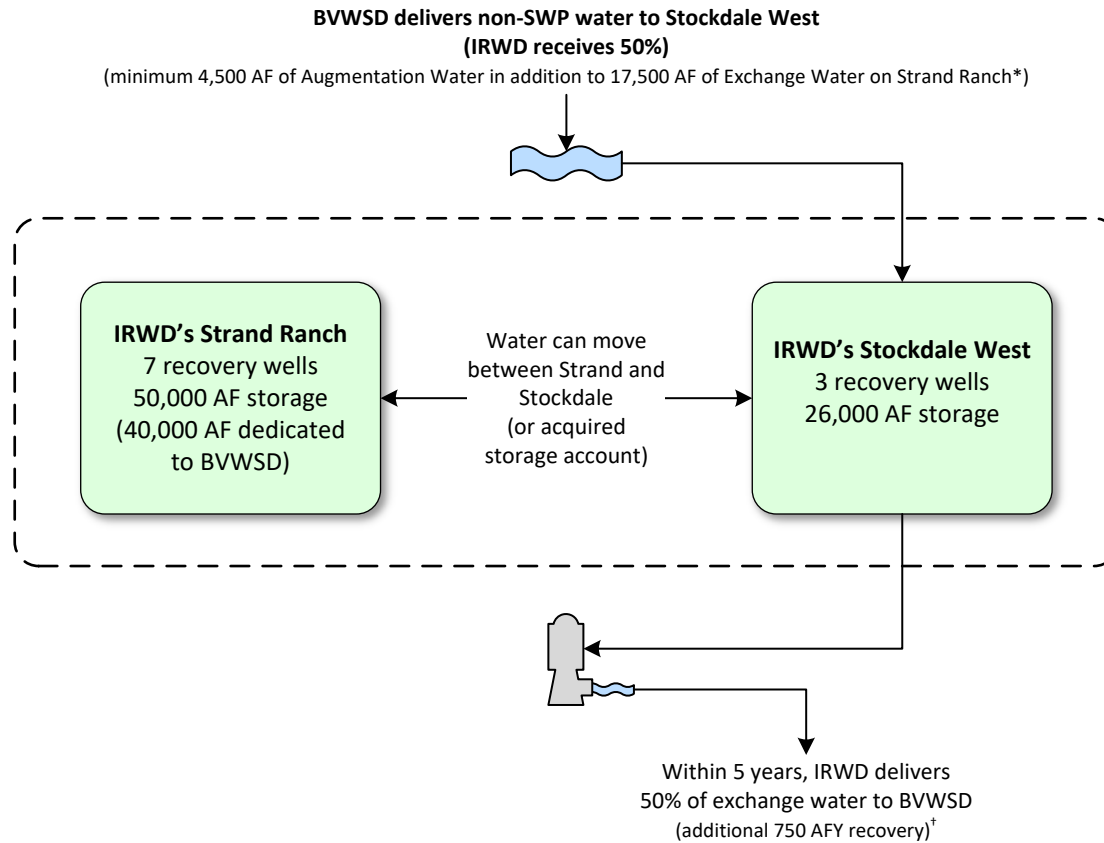 BVWSD delivers non-SWP water to Stockdale West
(IRWD receives 50%)
(minimum 4,500 AF of Augmentation Water in addition to 17,500 AF of Exchange Water on Strand Ranch*)
IRWD’s Strand Ranch
7 recovery wells
50,000 AF storage
(40,000 AF dedicated
to BVWSD)
Water can move
between Strand and
Stockdale
(or acquired
storage account)
IRWD’s Stockdale West
3 recovery wells
26,000 AF storage
Within 5 years, IRWD delivers
50% of exchange water to BVWSD
(additional 750 AFY recovery)†